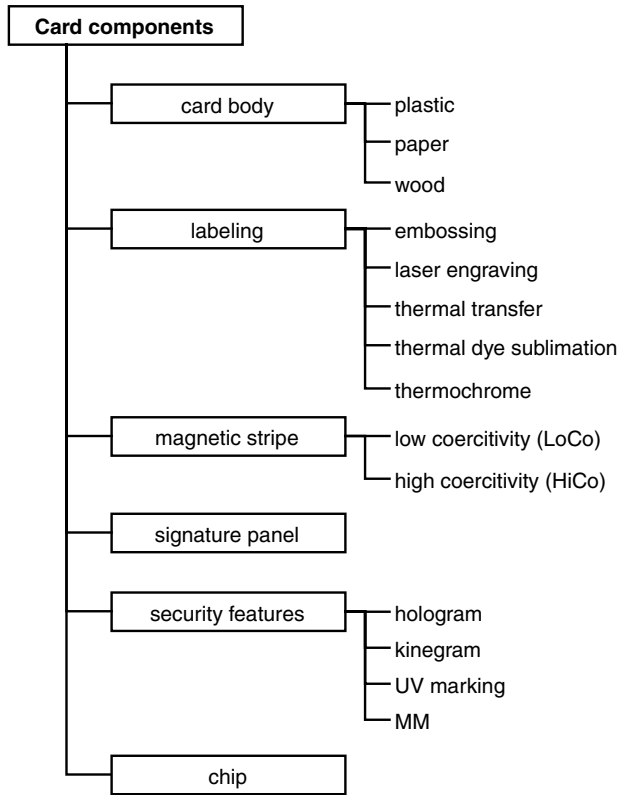 Card components
card body
plastic
paper
wood
labeling
embossing
laser engraving
thermal transfer
thermal dye sublimation
thermochrome
magnetic stripe
low coercitivity (LoCo)
high coercitivity (HiCo)
signature panel
security features
hologram
kinegram
UV marking
MM
chip